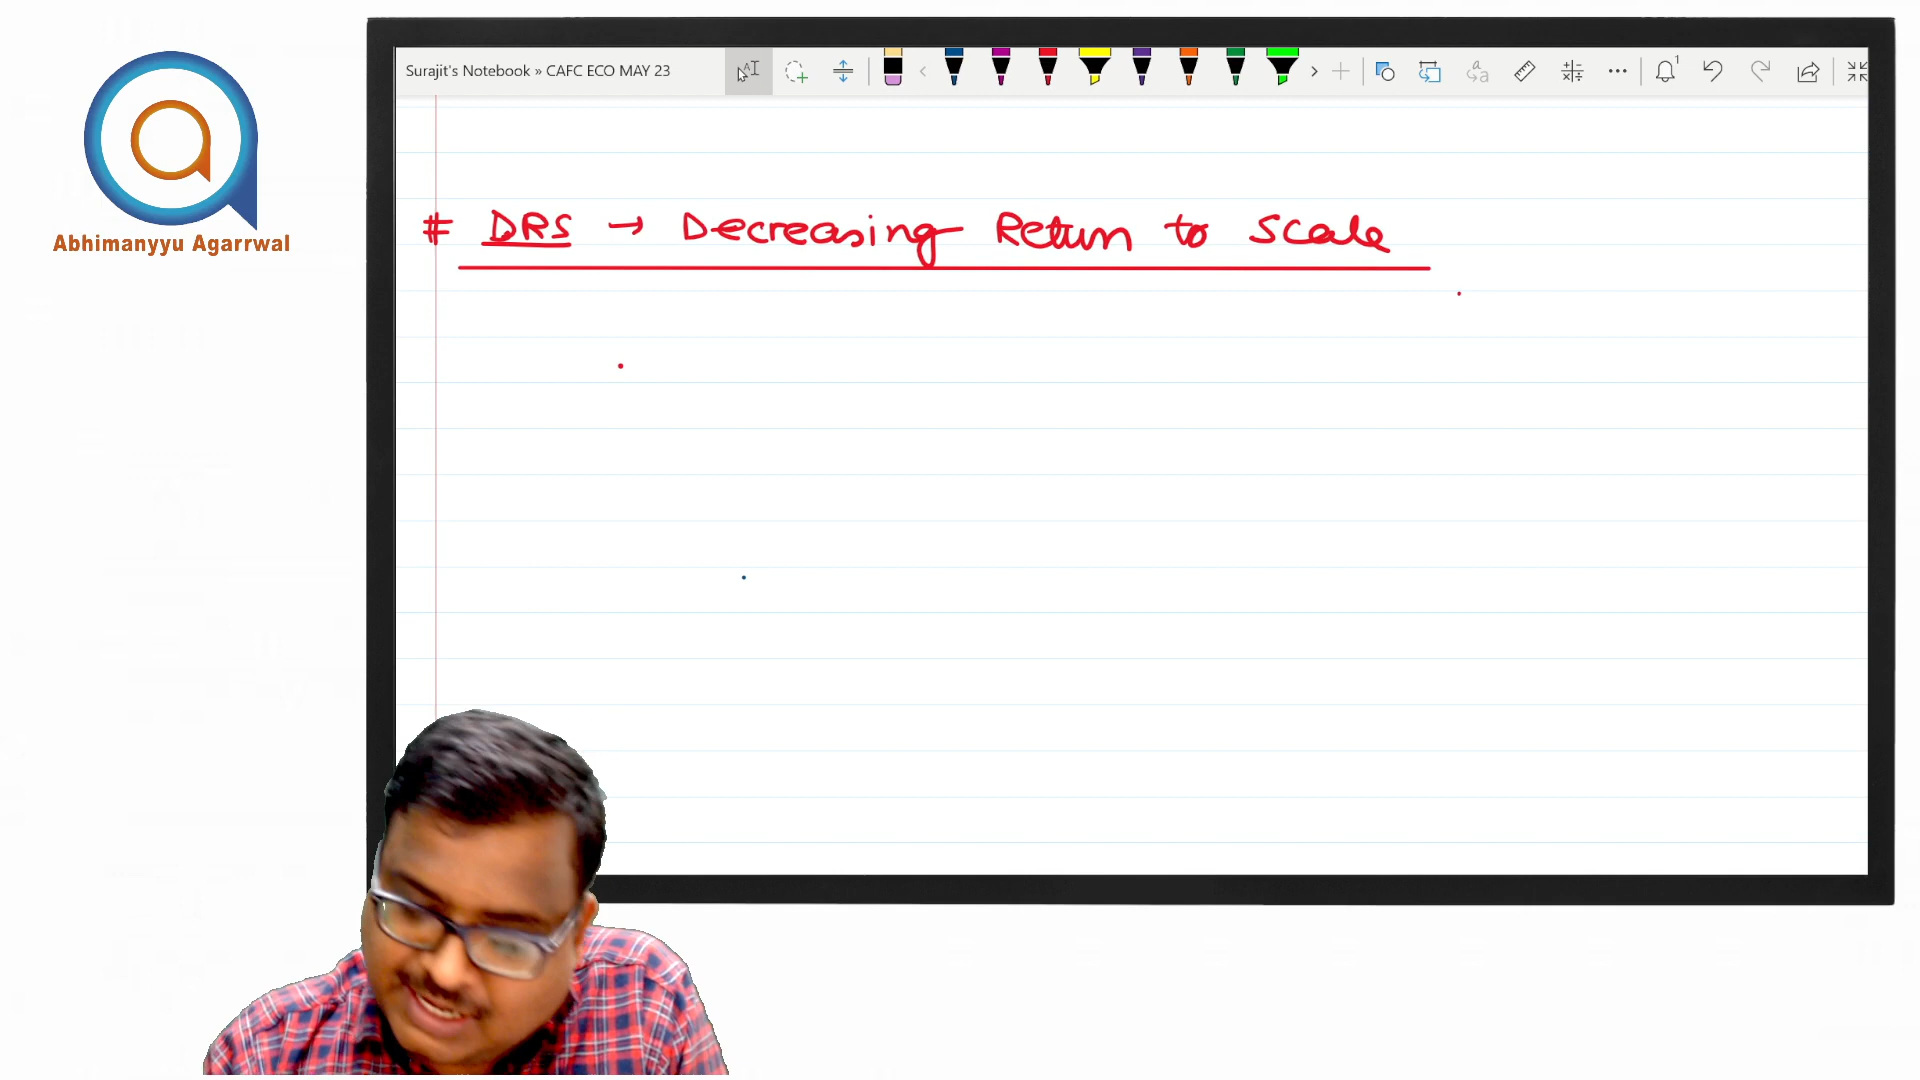 Surajit's Notebook » CAFC ECO MAY 23
Abhimanyyu Agarrwal
# DRS → Decreasing Return to Scale